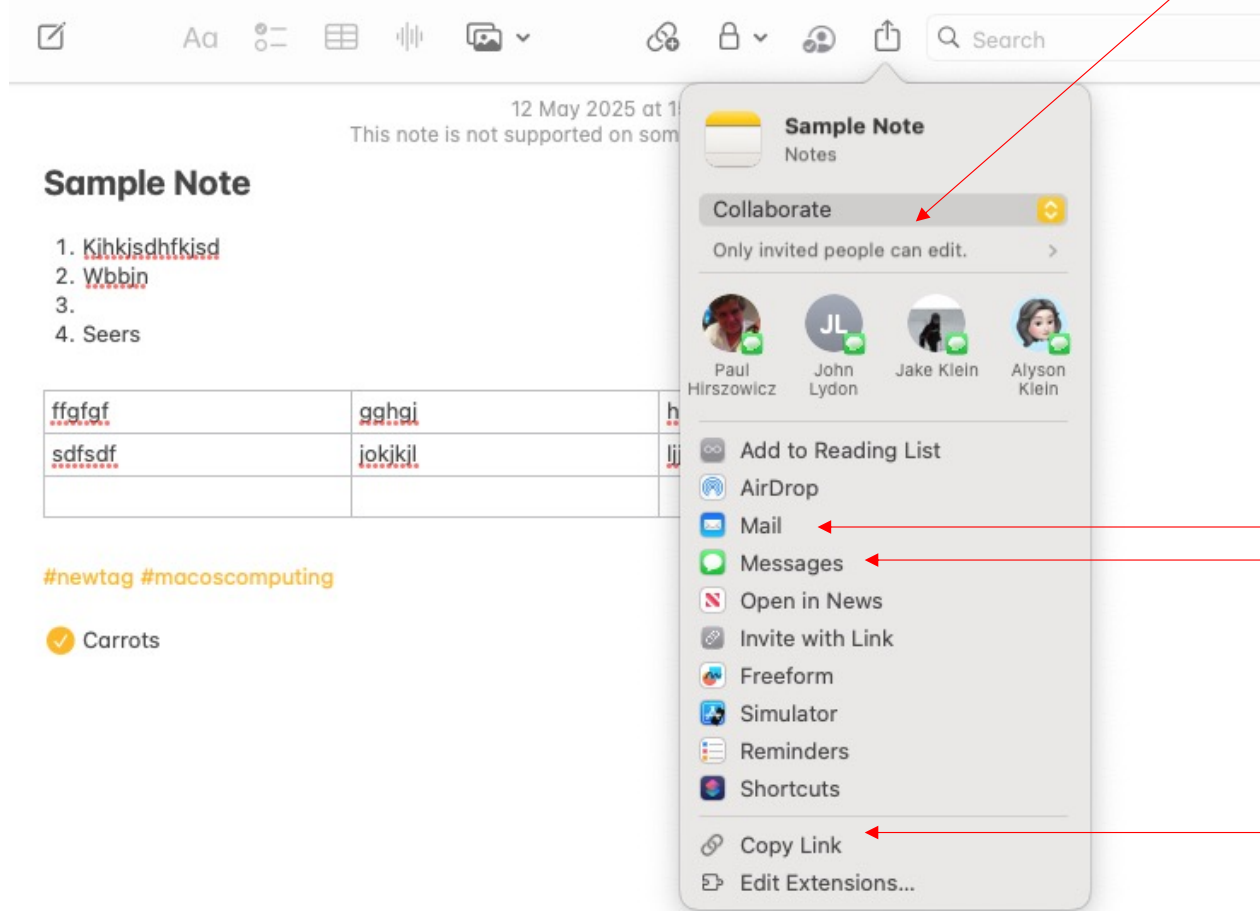 Aa
Search
12 May 2025 at 1
This note is not supported on som
Sample Note
1. Kjhkjsdhfkjsd
2. Wbbjn
3.
4. Seers
ffgfgf gghgj h
sdfsdf jokjkjl ljj
#newtag #macoscomputing
Carrots
Sample Note
Notes
Collaborate
Only invited people can edit.
JL
Paul Hirszowicz
John Lydon
Jake Klein
Alyson Klein
Add to Reading List
AirDrop
Mail
Messages
Open in News
Invite with Link
Freeform
Simulator
Reminders
Shortcuts
Copy Link
Edit Extensions...